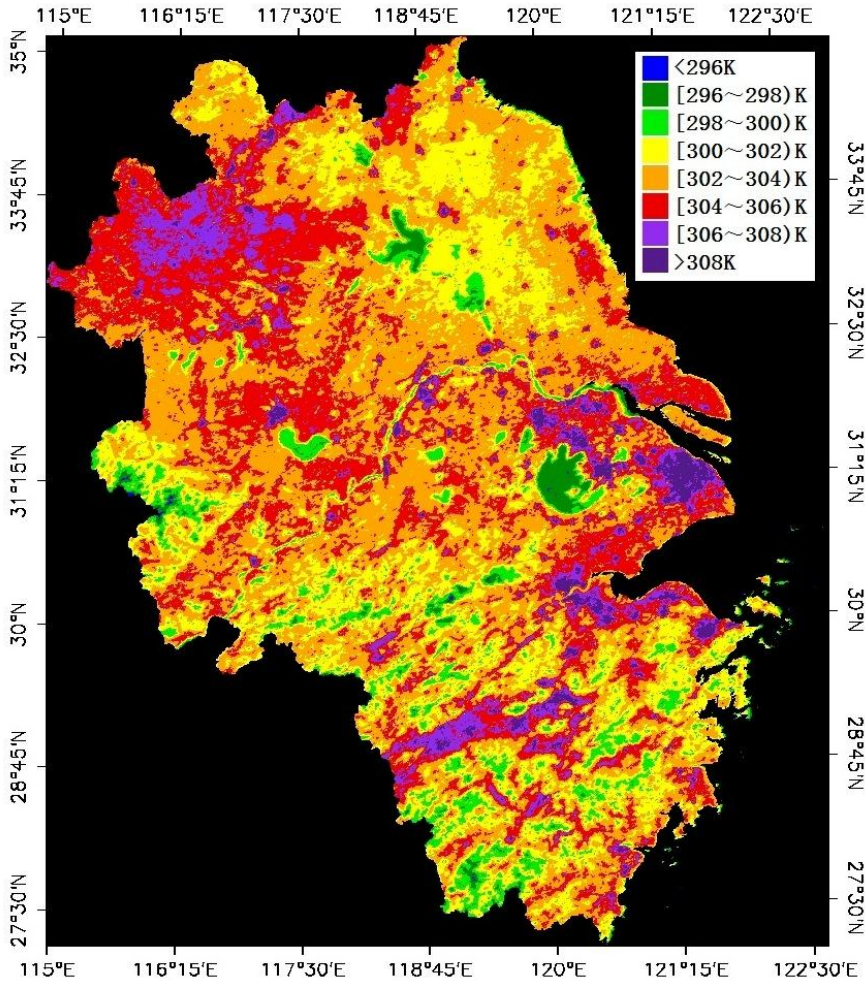 115°E 116°15′E 117°30′E 118°45′E 120°E 121°15′E 122°30′E
<296K
[296～298)K
[298～300)K
[300～302)K
[302～304)K
[304～306)K
[306～308)K
>308K
35°N
33°45′N
32°30′N
31°15′N
30°N
28°45′N
27°30′N
33°45′N
32°30′N
31°15′N
30°N
28°45′N
27°30′N
115°E 116°15′E 117°30′E 118°45′E 120°E 121°15′E